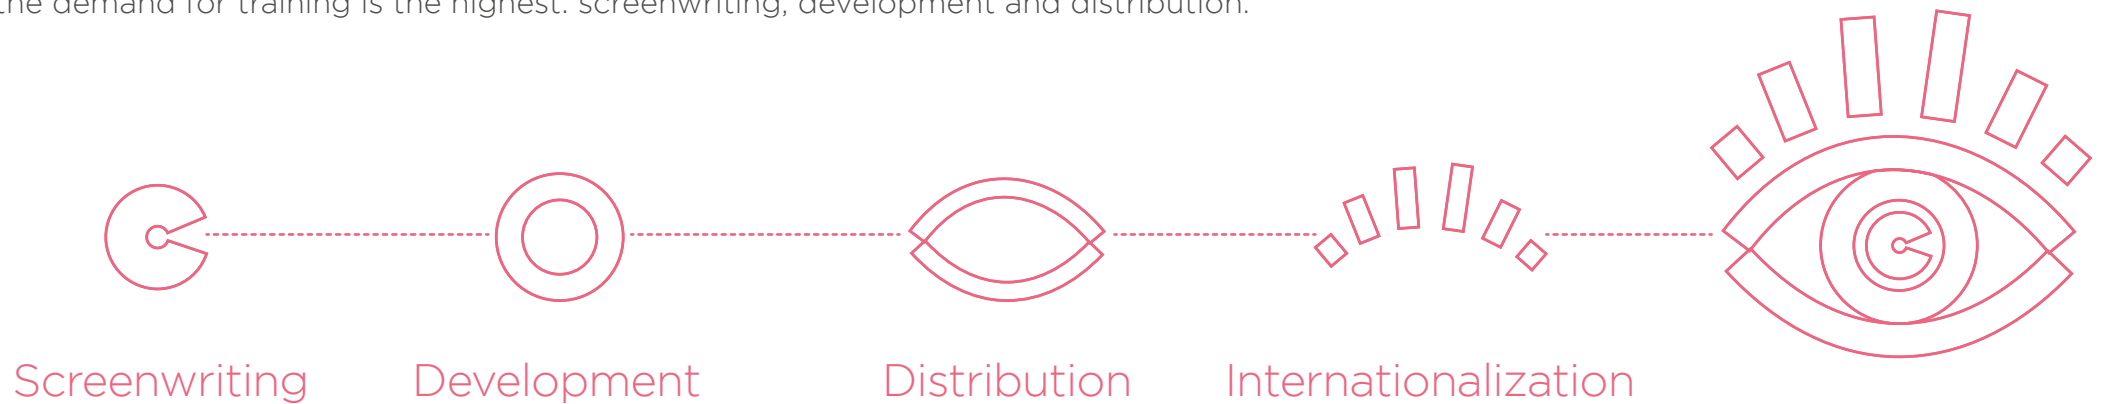 the demand for training is the highest: screenwriting, development and distribution.
Screenwriting Development Distribution Internationalization